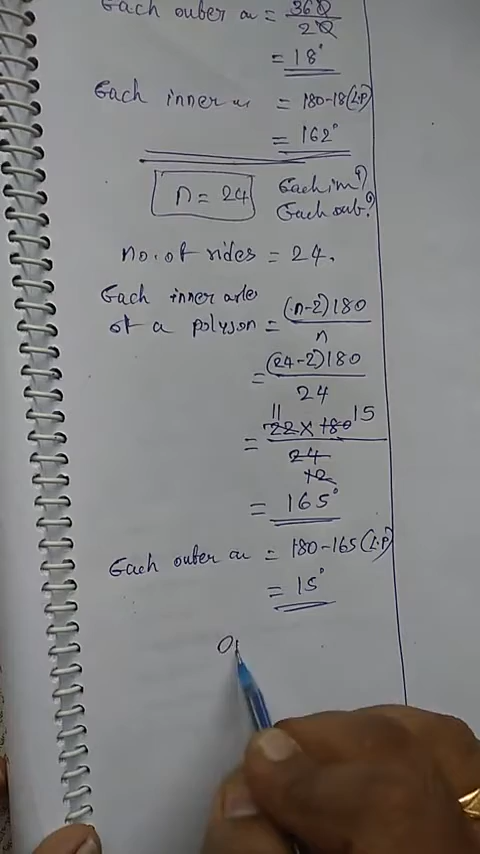 Each outer a = 360/20
= 18°
Each inner a = 180-18(L.P)
= 162°
n = 24 Each in? Each out?
no. of sides = 24.
Each inner angle of a polygon = (n-2)180/n
= (24-2)180/24
= 22×180/24 11 15 12
= 165°
Each outer a = 180-165(L.P)
= 15°
O